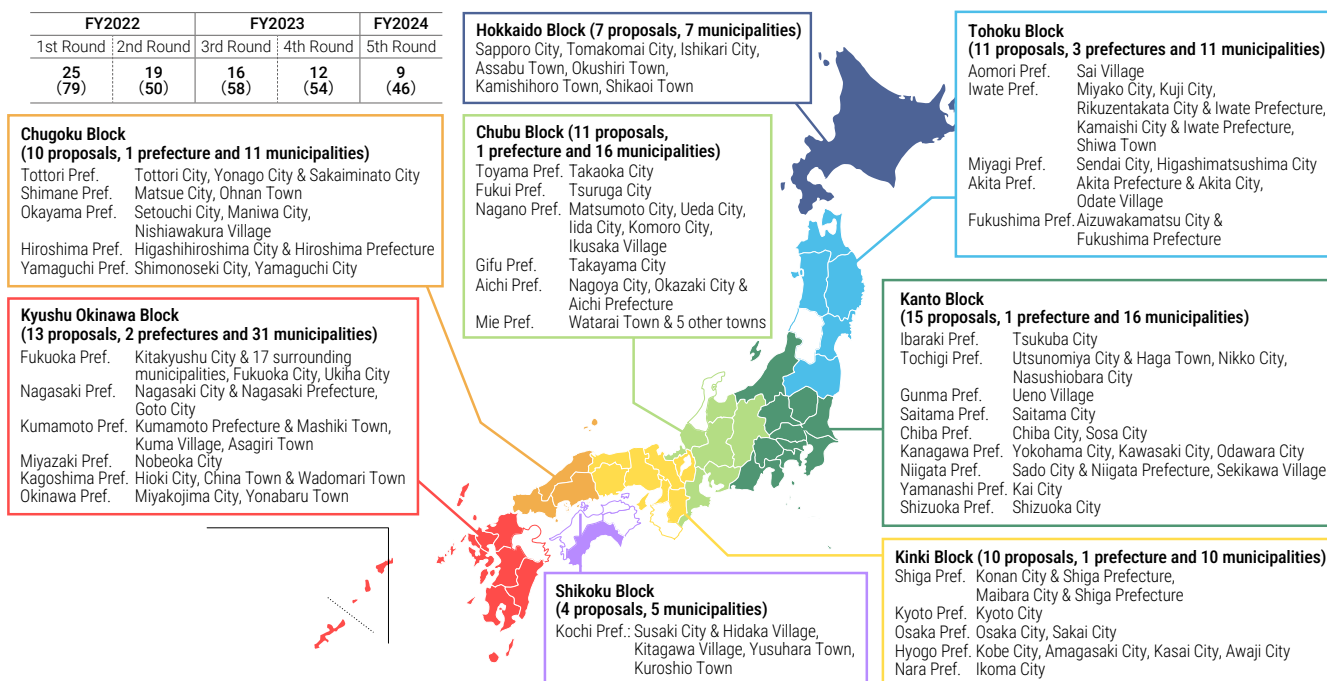 FY2022 FY2023 FY2024
1st Round 2nd Round 3rd Round 4th Round 5th Round
25 19 16 12 9
(79) (50) (58) (54) (46)
Hokkaido Block (7 proposals, 7 municipalities)
Sapporo City, Tomakomai City, Ishikari City,
Assabu Town, Okushiri Town,
Kamishihoro Town, Shikaoi Town
Tohoku Block
(11 proposals, 3 prefectures and 11 municipalities)
Aomori Pref. Sai Village
Iwate Pref. Miyako City, Kuji City,
Rikuzentakata City & Iwate Prefecture,
Kamaishi City & Iwate Prefecture,
Shiwa Town
Miyagi Pref. Sendai City, Higashimatsushima City
Akita Pref. Akita Prefecture & Akita City,
Odate Village
Fukushima Pref. Aizuwakamatsu City &
Fukushima Prefecture
Chugoku Block
(10 proposals, 1 prefecture and 11 municipalities)
Tottori Pref. Tottori City, Yonago City & Sakaiminato City
Shimane Pref. Matsue City, Ohnan Town
Okayama Pref. Setouchi City, Maniwa City,
Nishiawakura Village
Hiroshima Pref. Higashihiroshima City & Hiroshima Prefecture
Yamaguchi Pref. Shimonoseki City, Yamaguchi City
Chubu Block (11 proposals,
1 prefecture and 16 municipalities)
Toyama Pref. Takaoka City
Fukui Pref. Tsuruga City
Nagano Pref. Matsumoto City, Ueda City,
Iida City, Komoro City,
Ikusaka Village
Gifu Pref. Takayama City
Aichi Pref. Nagoya City, Okazaki City &
Aichi Prefecture
Mie Pref. Watarai Town & 5 other towns
Kyushu Okinawa Block
(13 proposals, 2 prefectures and 31 municipalities)
Fukuoka Pref. Kitakyushu City & 17 surrounding
municipalities, Fukuoka City, Ukiha City
Nagasaki Pref. Nagasaki City & Nagasaki Prefecture,
Goto City
Kumamoto Pref. Kumamoto Prefecture & Mashiki Town,
Kuma Village, Asagiri Town
Miyazaki Pref. Nobeoka City
Kagoshima Pref. Hioki City, China Town & Wadomari Town
Okinawa Pref. Miyakojima City, Yonabaru Town
Kanto Block
(15 proposals, 1 prefecture and 16 municipalities)
Ibaraki Pref. Tsukuba City
Tochigi Pref. Utsunomiya City & Haga Town, Nikko City,
Nasushiobara City
Gunma Pref. Ueno Village
Saitama Pref. Saitama City
Chiba Pref. Chiba City, Sosa City
Kanagawa Pref. Yokohama City, Kawasaki City, Odawara City
Niigata Pref. Sado City & Niigata Prefecture, Sekikawa Village
Yamanashi Pref. Kai City
Shizuoka Pref. Shizuoka City
Shikoku Block
(4 proposals, 5 municipalities)
Kochi Pref.: Susaki City & Hidaka Village,
Kitagawa Village, Yusuhara Town,
Kuroshio Town
Kinki Block (10 proposals, 1 prefecture and 10 municipalities)
Shiga Pref. Konan City & Shiga Prefecture,
Maibara City & Shiga Prefecture
Kyoto Pref. Kyoto City
Osaka Pref. Osaka City, Sakai City
Hyogo Pref. Kobe City, Amagasaki City, Kasai City, Awaji City
Nara Pref. Ikoma City